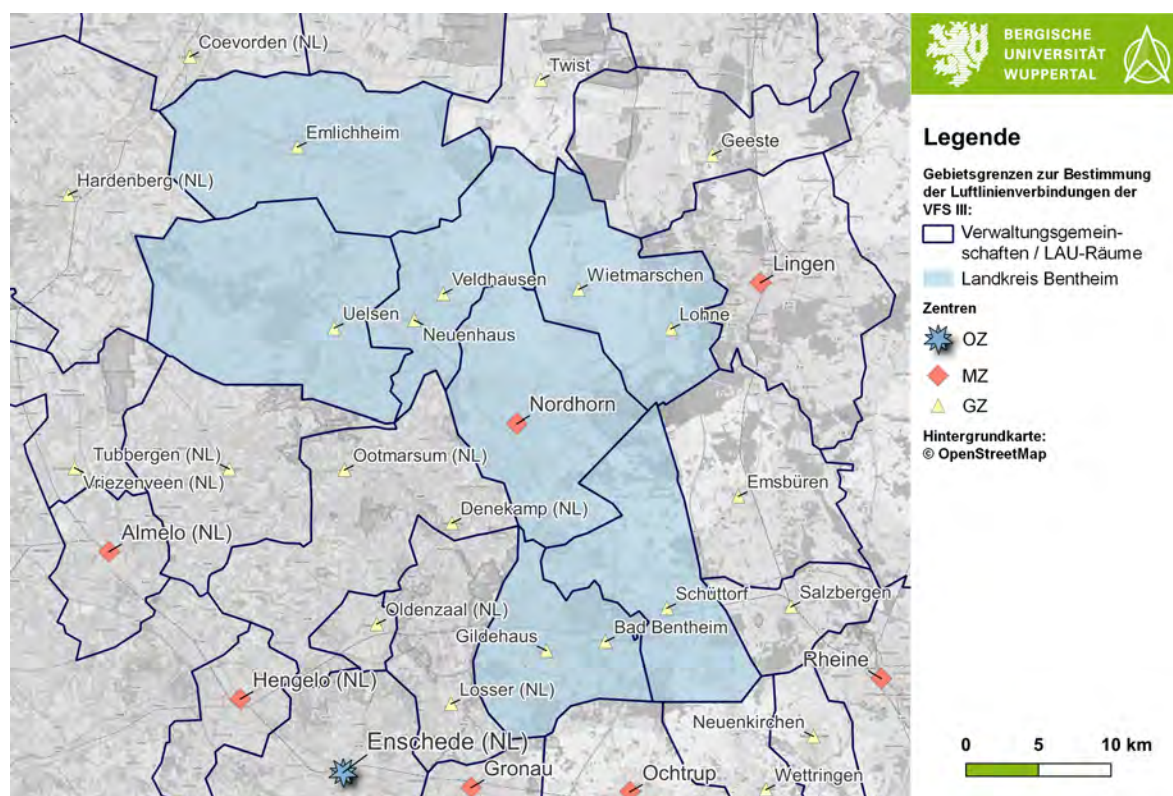 Coevorden (NL)
Twist
Emlichheim
Geeste
Hardenberg (NL)
Lingen
Veldhausen
Wietmarschen
Uelsen
Neuenhaus
Lohne
Nordhorn
Tubbergen (NL)
Ootmarsum (NL)
Vriezenveen (NL)
Emsbüren
Denekamp (NL)
Almelo (NL)
Schüttorf
Salzbergen
Oldenzaal (NL)
Gildehaus
Bad Bentheim
Rheine
Hengelo (NL)
Losser (NL)
Neuenkirchen
Enschede (NL)
Gronau
Ochtrup
Wettringen
BERGISCHE
UNIVERSITÄT
WUPPERTAL
Legende
Gebietsgrenzen zur Bestimmung
der Luftlinienverbindungen der
VFS III:
Verwaltungsgemein-
schaften / LAU-Räume
Landkreis Bentheim
Zentren
OZ
MZ
GZ
Hintergrundkarte:
© OpenStreetMap
0 5 10 km